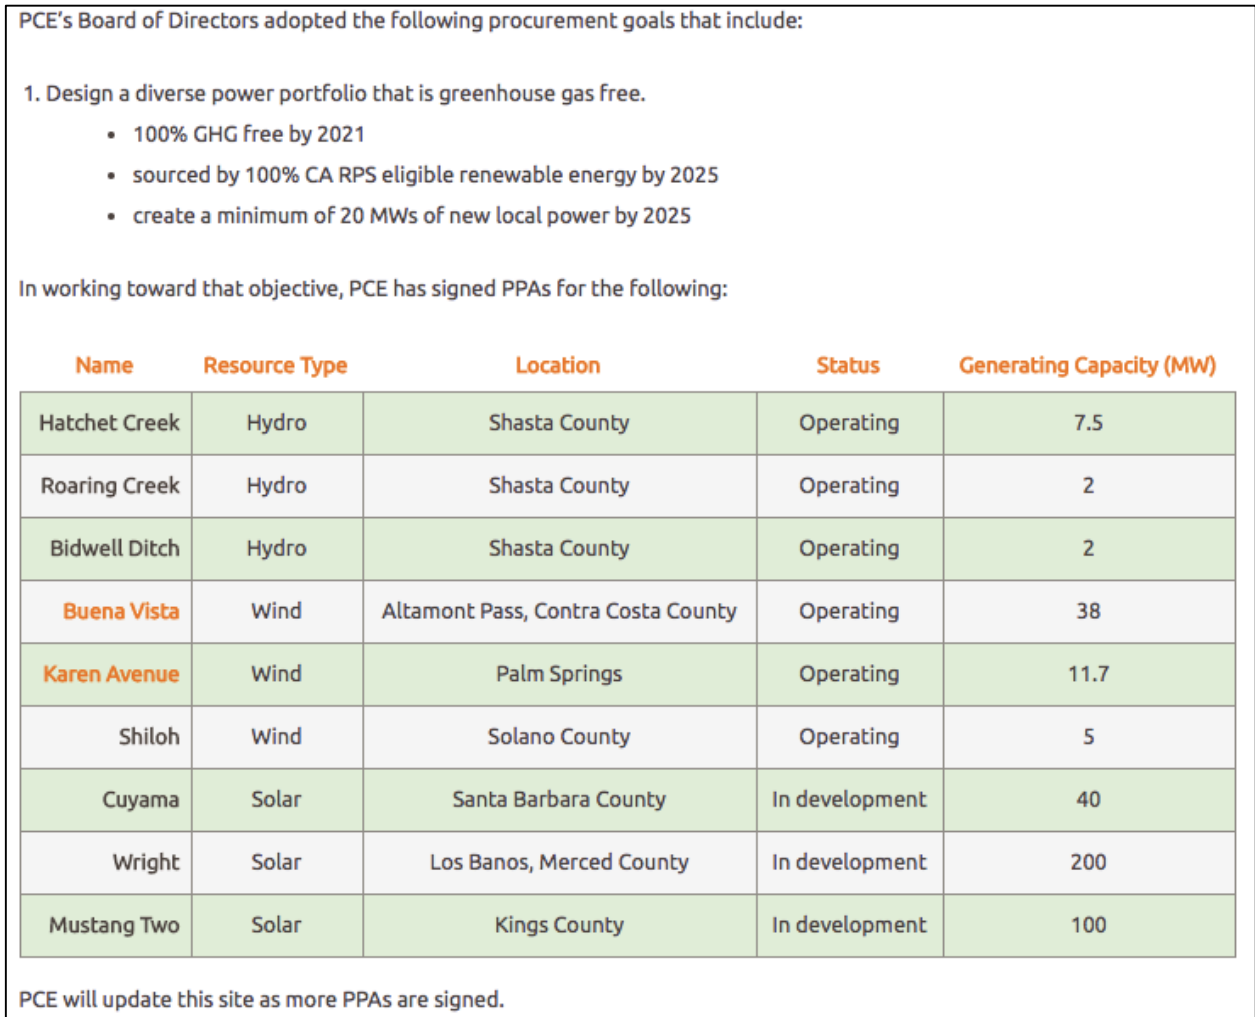 PCE's Board of Directors adopted the following procurement goals that include:
1. Design a diverse power portfolio that is greenhouse gas free.
• 100% GHG free by 2021
• sourced by 100% CA RPS eligible renewable energy by 2025
• create a minimum of 20 MWs of new local power by 2025
In working toward that objective, PCE has signed PPAs for the following:
Name Resource Type Location Status Generating Capacity (MW)
Hatchet Creek Hydro Shasta County Operating 7.5
Roaring Creek Hydro Shasta County Operating 2
Bidwell Ditch Hydro Shasta County Operating 2
Buena Vista Wind Altamont Pass, Contra Costa County Operating 38
Karen Avenue Wind Palm Springs Operating 11.7
Shiloh Wind Solano County Operating 5
Cuyama Solar Santa Barbara County In development 40
Wright Solar Los Banos, Merced County In development 200
Mustang Two Solar Kings County In development 100
PCE will update this site as more PPAs are signed.